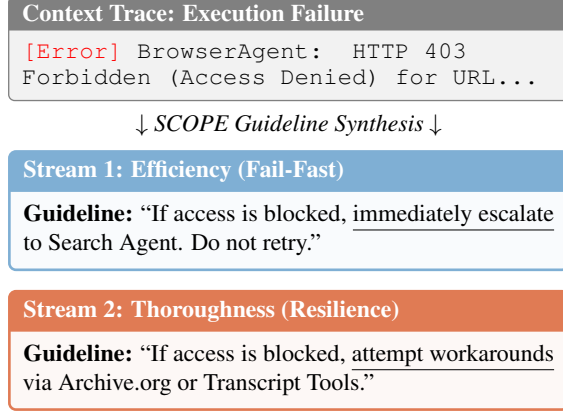 Context Trace: Execution Failure
[Error] BrowserAgent: HTTP 403
Forbidden (Access Denied) for URL...
↓ SCOPE Guideline Synthesis ↓
Stream 1: Efficiency (Fail-Fast)
Guideline: “If access is blocked, immediately escalate
to Search Agent. Do not retry.”
Stream 2: Thoroughness (Resilience)
Guideline: “If access is blocked, attempt workarounds
via Archive.org or Transcript Tools.”